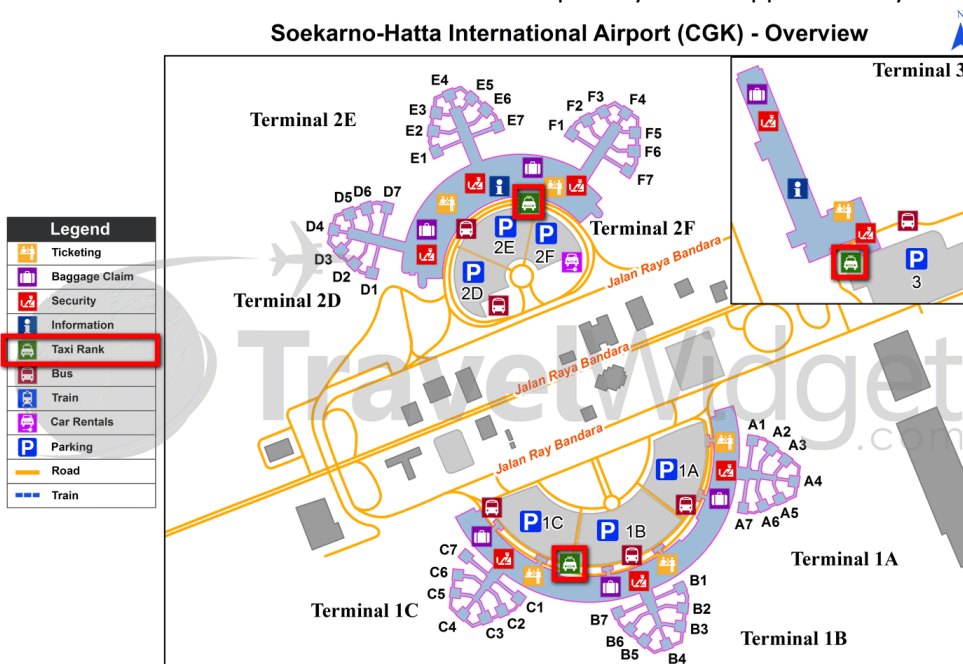 Soekarno-Hatta International Airport (CGK) - Overview
N
Terminal 3
E4
E5
E3
E6
E2
E7
E1
Terminal 2E
F3
F4
F2
F1
F5
F6
F7
D6
D7
D5
D4
D3
D2
D1
Terminal 2F
Terminal 2D
P
2E
P
2F
P
2D
P
3
Jalan Raya Bandara
Jalan Raya Bandara
Jalan Ray Bandara
Legend
Ticketing
Baggage Claim
Security
Information
Taxi Rank
Bus
Train
Car Rentals
P Parking
Road
Train
TravelWidget
.com
A1
A2
A3
A4
A5
A6
A7
P1A
P1C
P1B
Terminal 1A
C7
C6
C5
C4
C3
C2
C1
Terminal 1C
B1
B2
B3
B7
B6
B5
B4
Terminal 1B